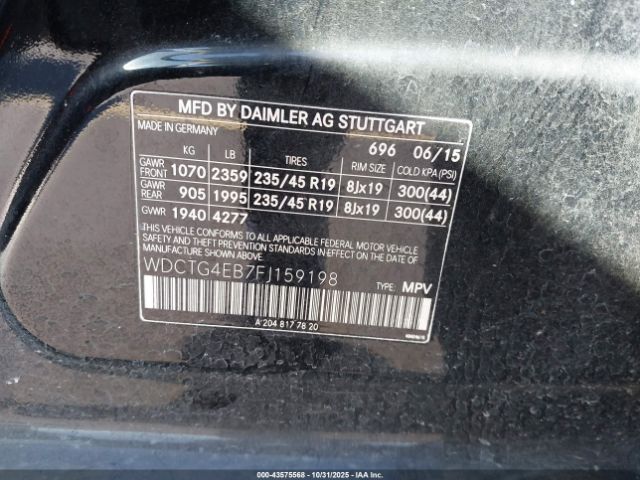 MFD BY DAIMLER AG STUTTGART
MADE IN GERMANY 696 06/15
KG LB TIRES RIM SIZE COLD KPA (PSI)
GAWR FRONT 1070 2359 235/45 R19 8Jx19 300(44)
GAWR REAR 905 1995 235/45 R19 8Jx19 300(44)
GVWR 1940 4277
THIS VEHICLE CONFORMS TO ALL APPLICABLE FEDERAL MOTOR VEHICLE
SAFETY, BUMPER AND THEFT PREVENTION STANDARDS IN EFFECT ON THE DATE OF
MANUFACTURE SHOWN ABOVE.
WDCTG4EB7FJ159198
TYPE: MPV
A 204 817 78 20
000-43575568 - 10/31/2025 - IAAI.COM